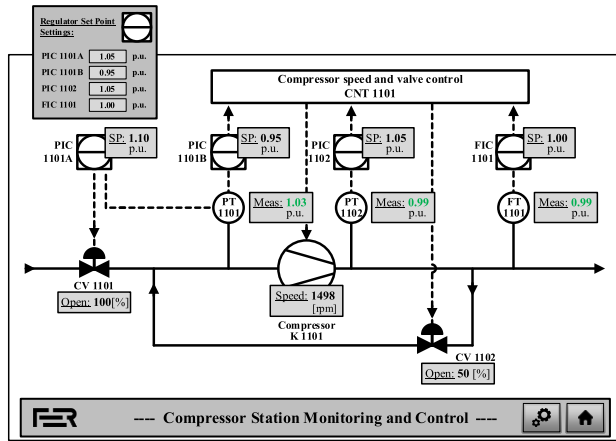 Regulator Set Point
Settings:
PIC 1101A 1.05 p.u.
PIC 1101B 0.95 p.u.
PIC 1102 1.05 p.u.
FIC 1101 1.00 p.u.
Compressor speed and valve control
CNT 1101
PIC
1101A
SP: 1.10
p.u.
PIC
1101B
SP: 0.95
p.u.
PIC
1102
SP: 1.05
p.u.
FIC
1101
SP: 1.00
p.u.
PT
1101
Meas: 1.03
p.u.
PT
1102
Meas: 0.99
p.u.
FT
1101
Meas: 0.99
p.u.
CV 1101
Open: 100[%]
Speed: 1498
[rpm]
Compressor
K 1101
CV 1102
Open: 50 [%]
FER
---- Compressor Station Monitoring and Control ----